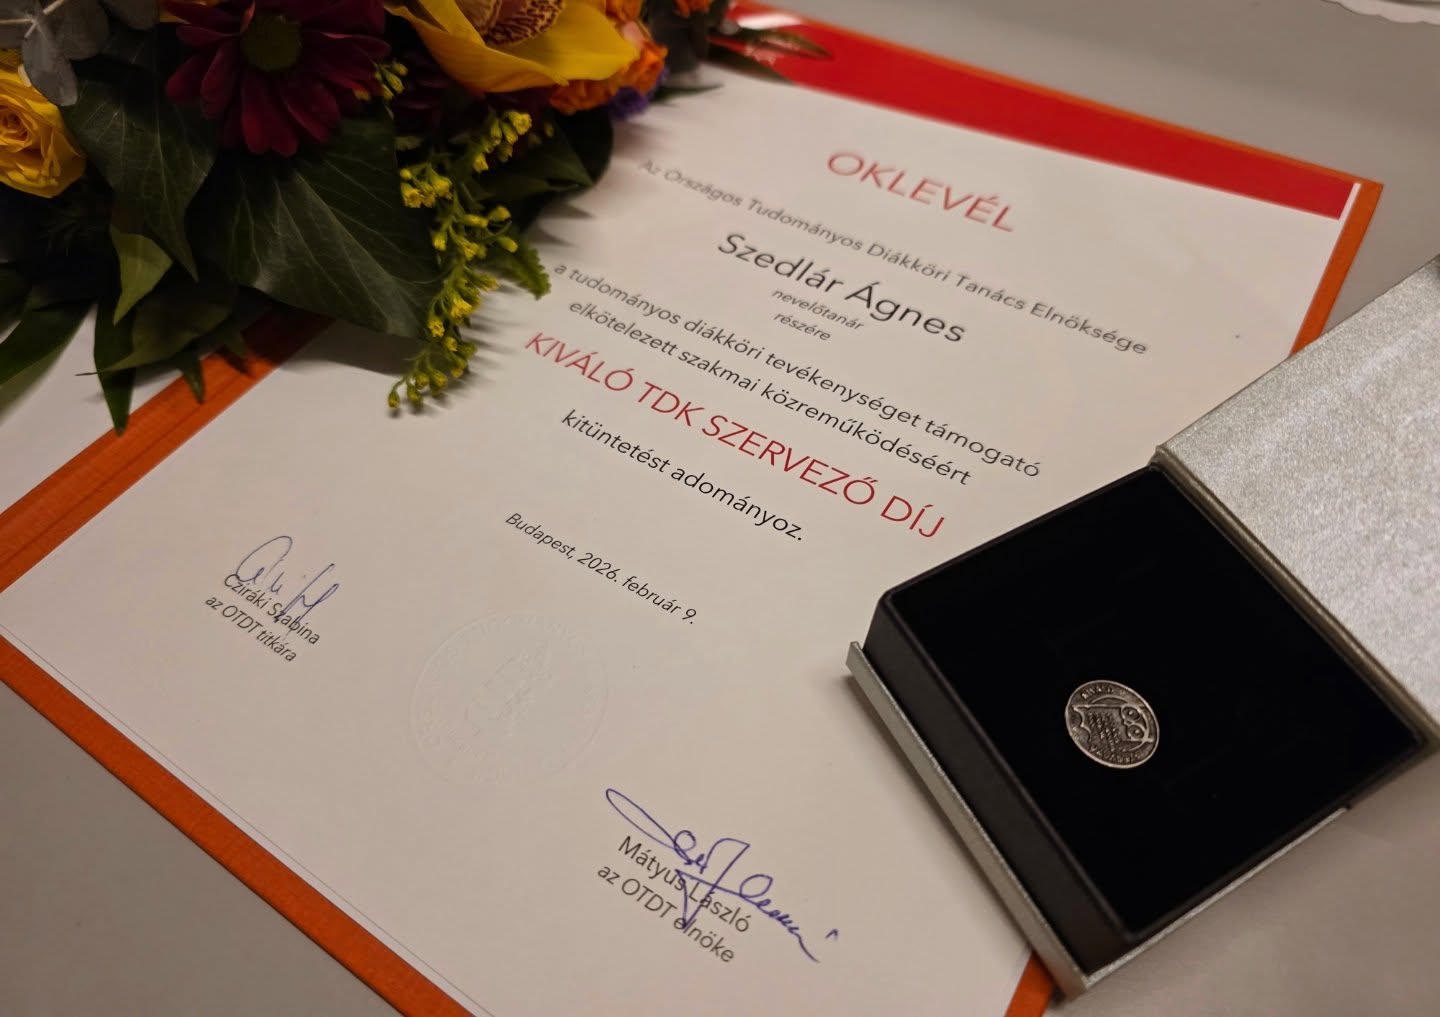 OKLEVÉL
Az Országos Tudományos Diákköri Tanács Elnöksége
Szedlár Ágnes
nevelőtanár
részére
a tudományos diákköri tevékenységet támogató
elkötelezett szakmai közreműködéséért
KIVÁLÓ TDK SZERVEZŐ DÍJ
kitüntetést adományoz.
Budapest, 2026. február 9.
Cziráki Szabina
az OTDT titkára
Mátyus László
az OTDT elnöke